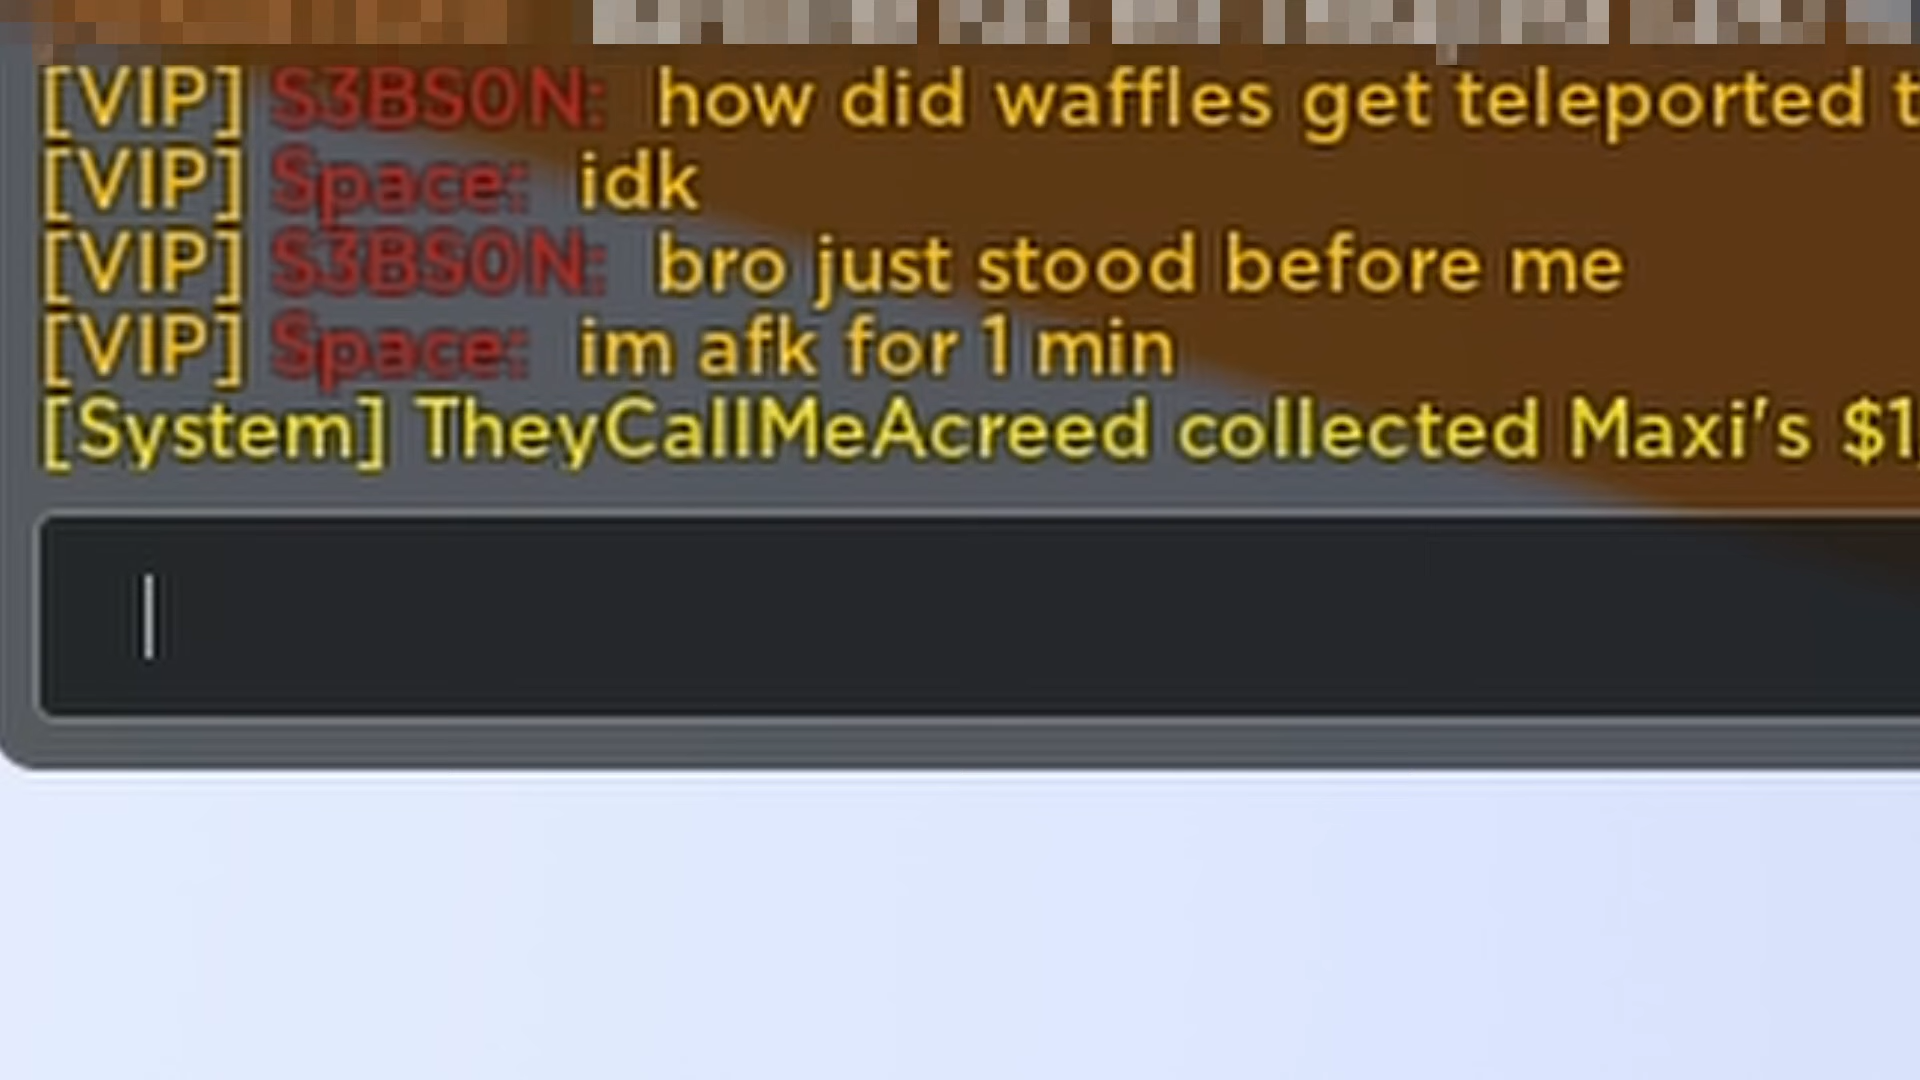 [VIP] S3BS0N: how did waffles get teleported
[VIP] Space: idk
[VIP] S3BS0N: bro just stood before me
[VIP] Space: im afk for 1 min
[System] TheyCallMeAcreed collected Maxi's $1